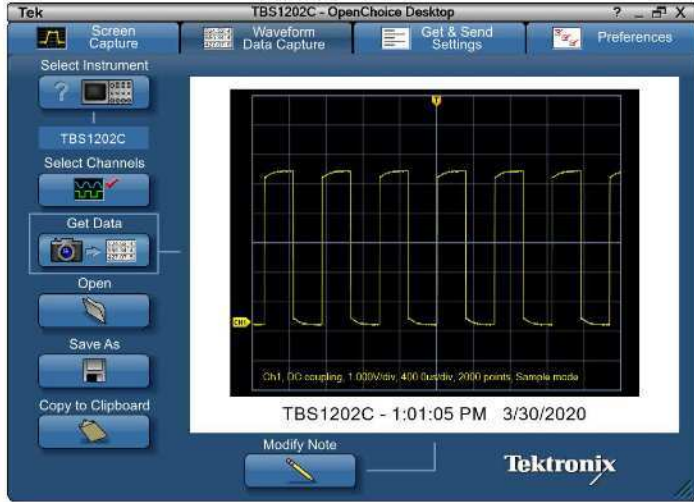 Tek
TBS1202C - OpenChoice Desktop
? _ X
Screen
Capture
Waveform
Data Capture
Get & Send
Settings
Preferences
Select Instrument
?
TBS1202C
Select Channels
Get Data
Open
Save As
Copy to Clipboard
T
CH1
Ch1, DC coupling, 1.000V/div, 400.0us/div, 2000 points, Sample mode
TBS1202C - 1:01:05 PM 3/30/2020
Modify Note
Tektronix